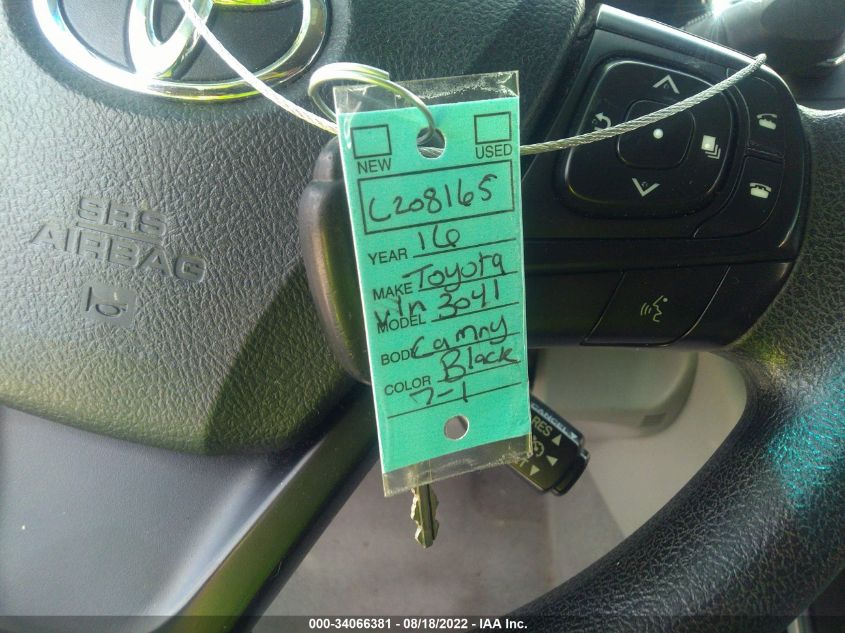 NEW USED
C208165
YEAR 16
MAKE Toyota
MODEL Vin 3041
BODY Camry
COLOR Black
7-1
SRS
AIRBAG
CANCEL
RES
000-34066381 - 08/18/2022 - IAA Inc.